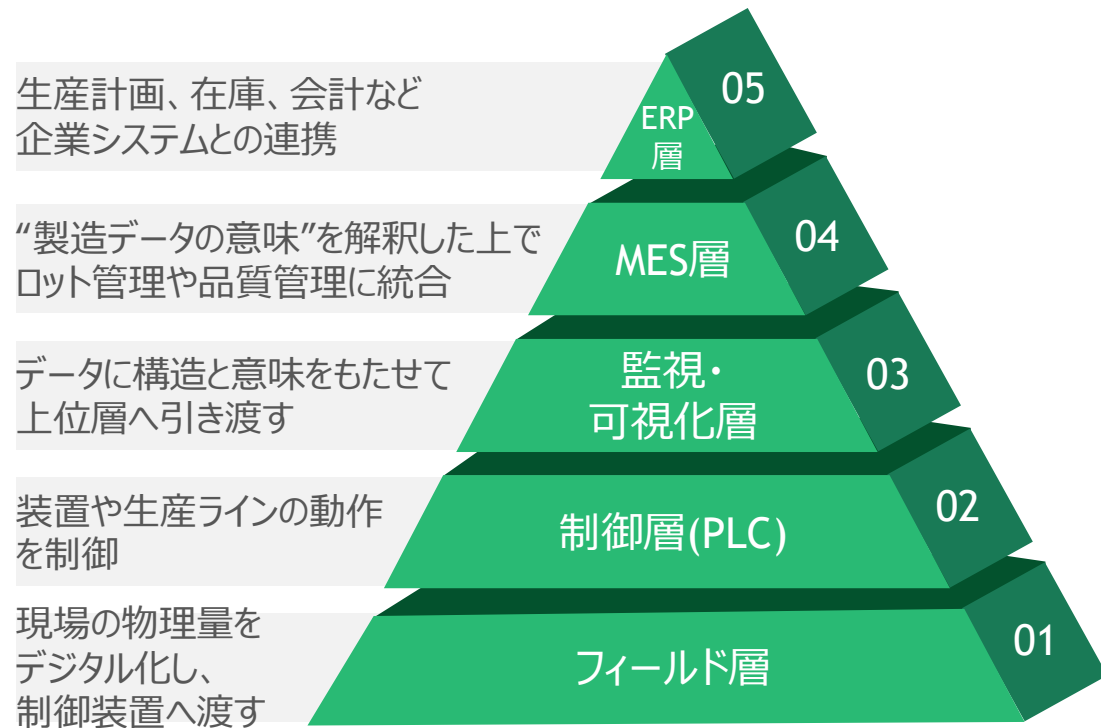 生産計画、在庫、会計など
企業システムとの連携
ERP
層
05
“製造データの意味”を解釈した上で
ロット管理や品質管理に統合
MES層
04
データに構造と意味をもたせて
上位層へ引き渡す
監視・
可視化層
03
装置や生産ラインの動作
を制御
制御層(PLC)
02
現場の物理量を
デジタル化し、
制御装置へ渡す
フィールド層
01